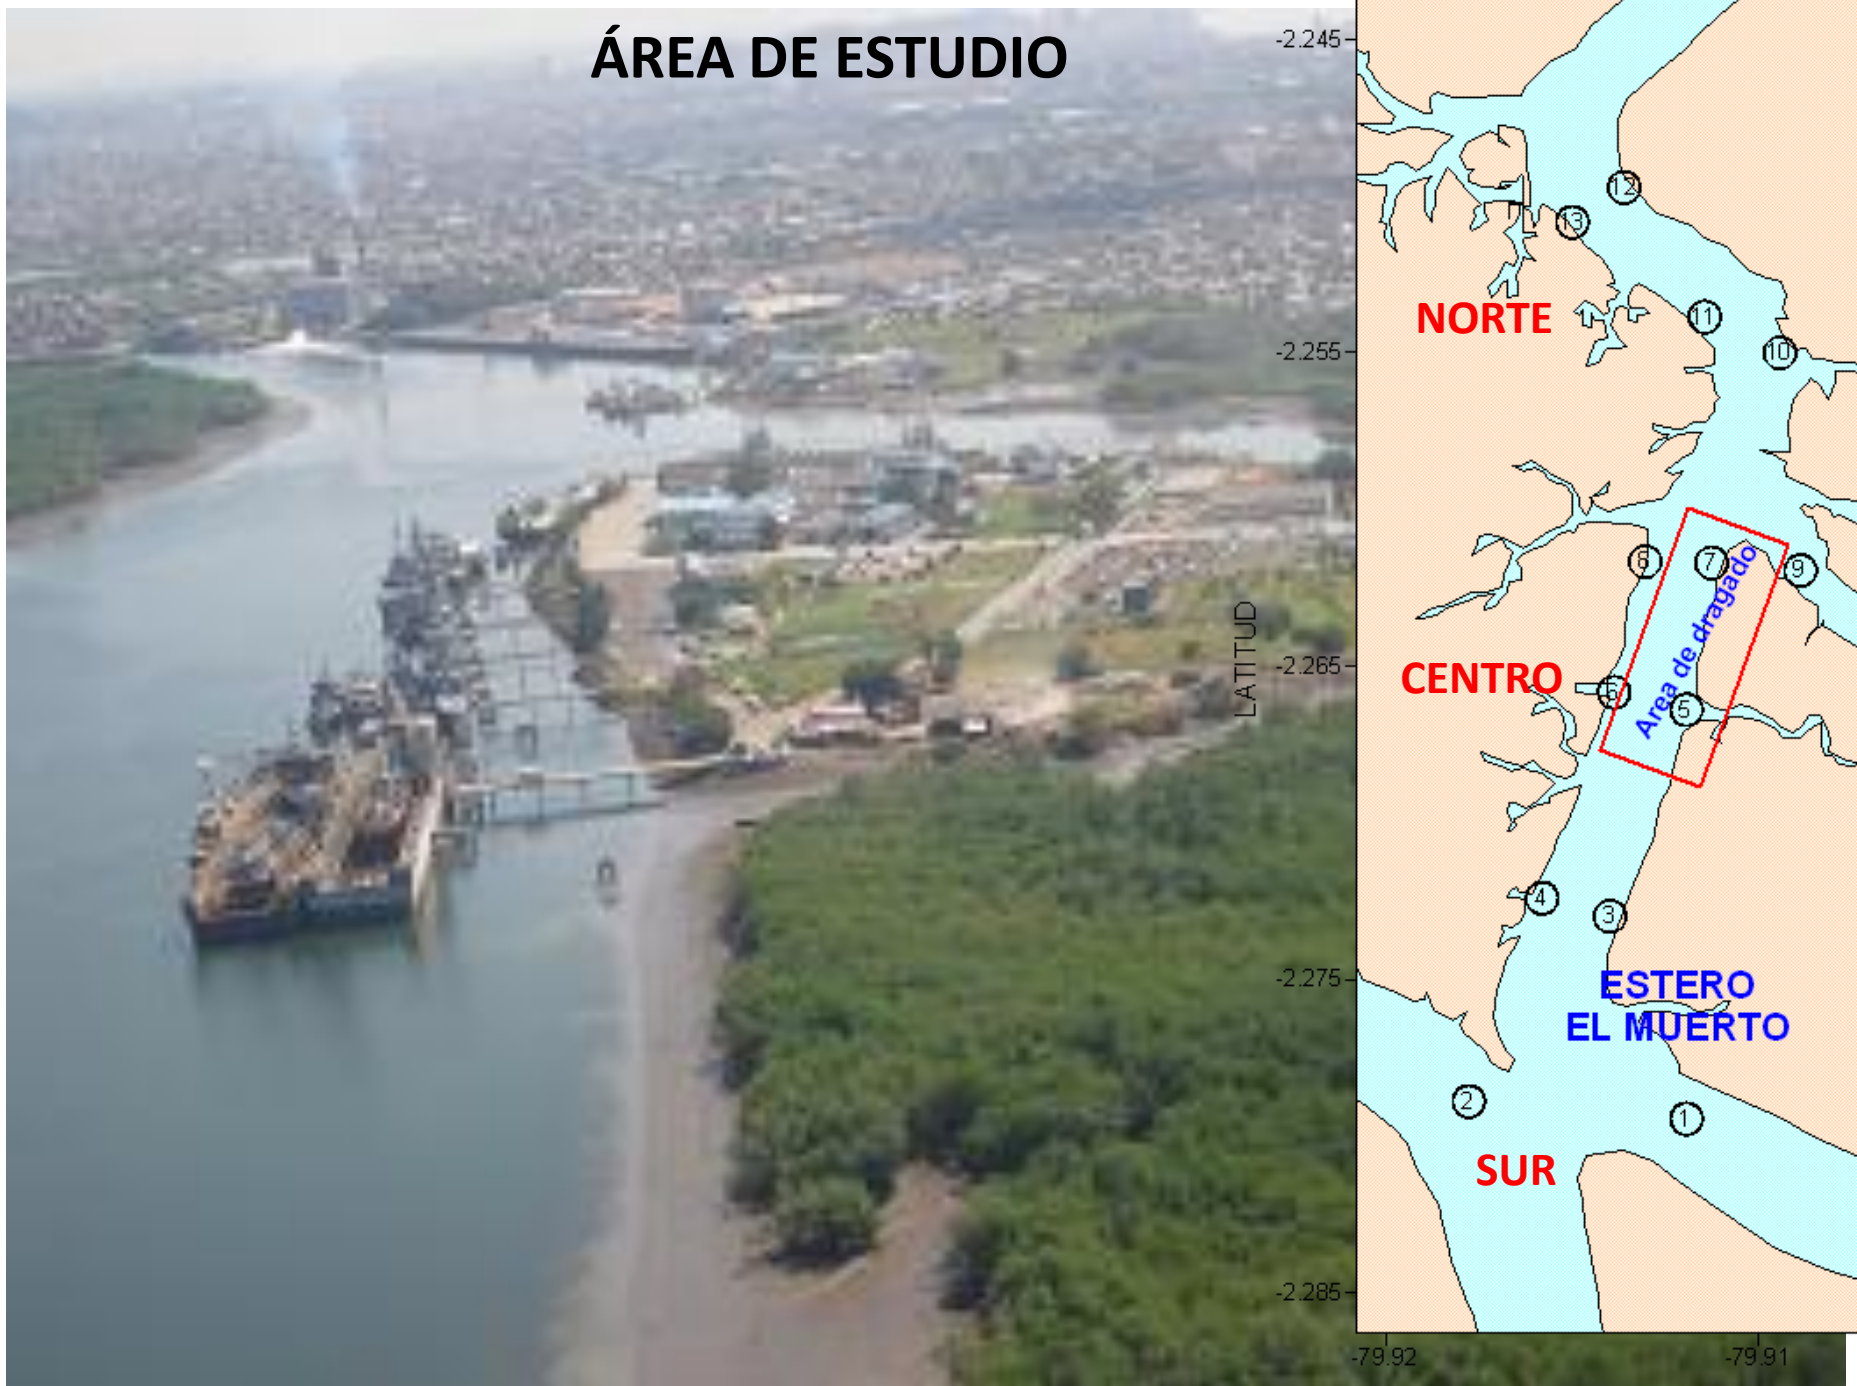 ÁREA DE ESTUDIO
-2.245
12
13
NORTE
11
-2.255
10
8
7
9
Area de dragado
LATITUD
-2.265
CENTRO
6
5
4
3
-2.275
ESTERO
EL MUERTO
2
1
SUR
-2.285
-79.92
-79.91